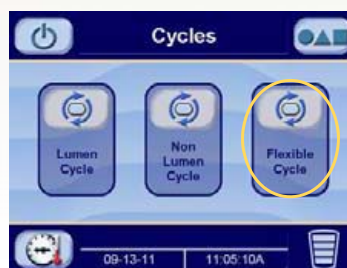 Cycles
Lumen
Cycle
Non
Lumen
Cycle
Flexible
Cycle
09-13-11
11:05:10A